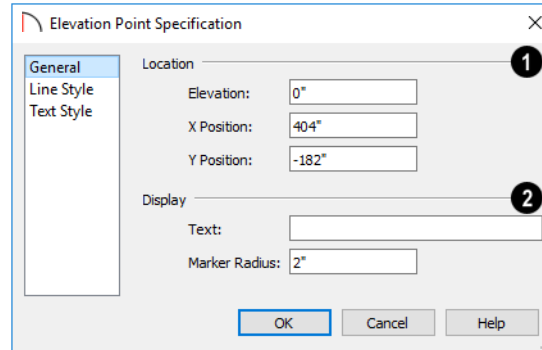 Elevation Point Specification
General
Line Style
Text Style
Location 1
Elevation: 0"
X Position: 404"
Y Position: -182"
Display 2
Text:
Marker Radius: 2"
OK Cancel Help